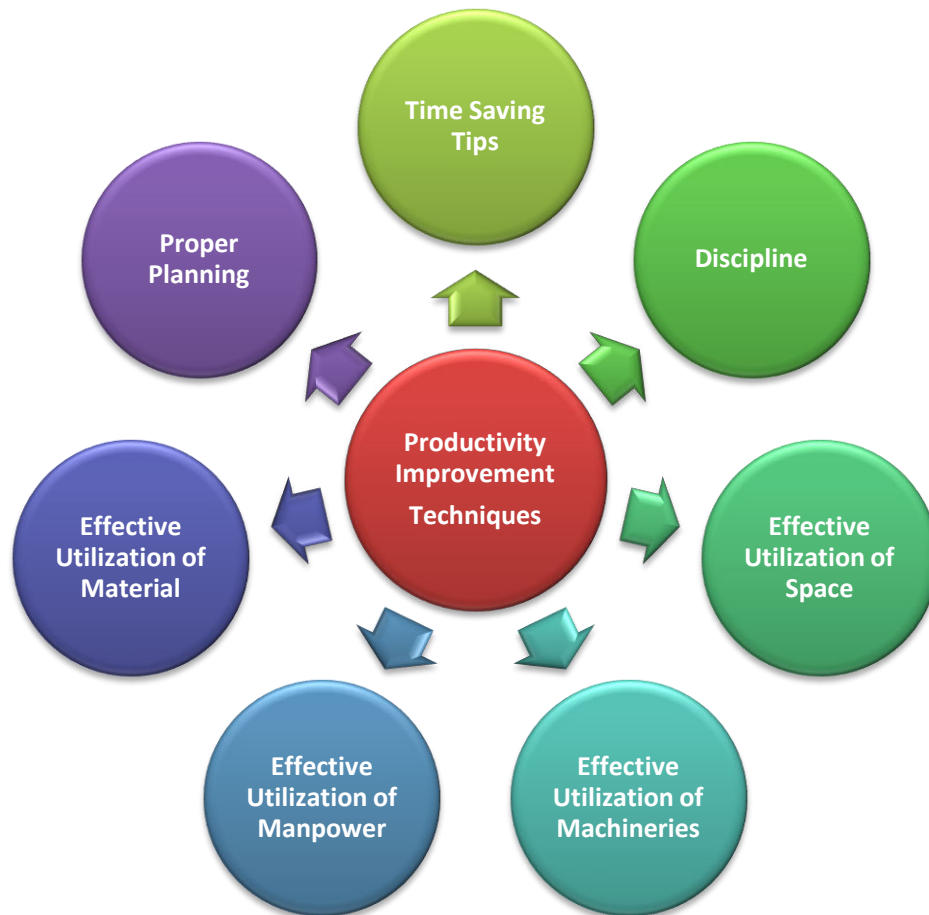 Time Saving
Tips
Discipline
Effective
Utilization of
Space
Effective
Utilization of
Machineries
Effective
Utilization of
Manpower
Effective
Utilization of
Material
Proper
Planning
Productivity
Improvement
Techniques